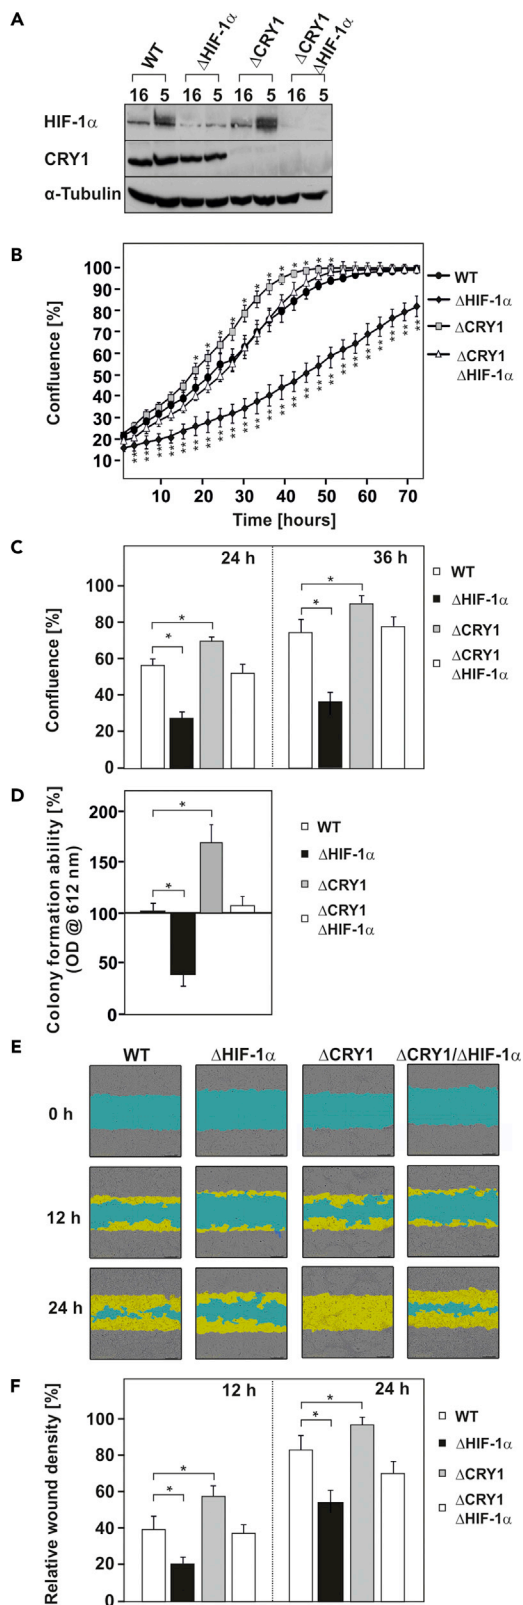 A
WT
ΔHIF-1α
ΔCRY1
ΔCRY1
ΔHIF-1α
16 5 16 5 16 5 16 5
HIF-1α
CRY1
α-Tubulin
B
Confluence [%]
100
90
80
70
60
50
40
30
20
10
10 20 30 40 50 60 70
Time [hours]
WT
ΔHIF-1α
ΔCRY1
ΔCRY1
ΔHIF-1α
C
24 h
36 h
Confluence [%]
100
80
60
40
20
0
* * * *
WT
ΔHIF-1α
ΔCRY1
ΔCRY1
ΔHIF-1α
D
Colony formation ability [%]
(OD @ 612 nm)
200
150
100
50
0
* *
WT
ΔHIF-1α
ΔCRY1
ΔCRY1
ΔHIF-1α
E
WT ΔHIF-1α ΔCRY1 ΔCRY1/ΔHIF-1α
0 h
12 h
24 h
F
12 h
24 h
Relative wound density [%]
100
80
60
40
20
0
* * * *
WT
ΔHIF-1α
ΔCRY1
ΔCRY1
ΔHIF-1α